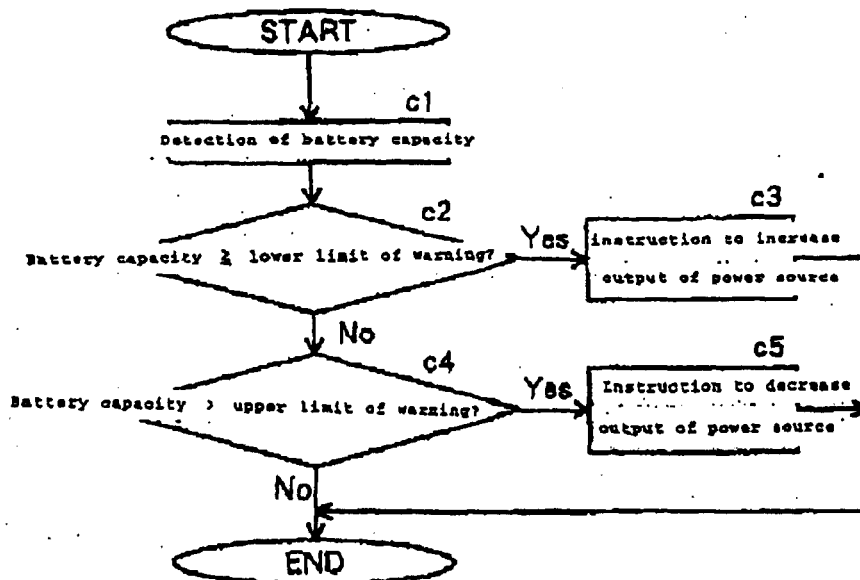 START
c1
Detection of battery capacity
c2
Battery capacity ≧ lower limit of warning?
Yes
c3
instruction to increase
output of power source
No
c4
Battery capacity > upper limit of warning?
Yes
c5
Instruction to decrease
output of power source
No
END